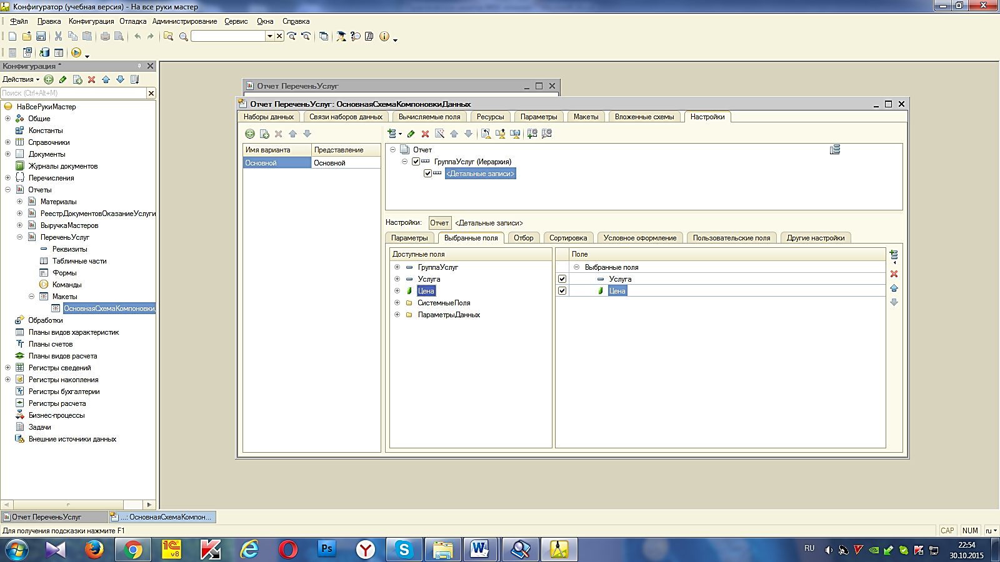 Конфигуратор (учебная версия) - На все руки мастер
Файл Правка Конфигурация Отладка Администрирование Сервис Окна Справка
Конфигурация *
Действия
Поиск (Ctrl+Alt+M)
НаВсеРукиМастер
Общие
Константы
Справочники
Документы
Журналы документов
Перечисления
Отчеты
Материалы
РеестрДокументовОказаниеУслуги
ВыручкаМастеров
ПереченьУслуг
Реквизиты
Табличные части
Формы
Команды
Макеты
ОсновнаяСхемаКомпоновки.
Обработки
Планы видов характеристик
Планы счетов
Планы видов расчета
Регистры сведений
Регистры накопления
Регистры бухгалтерии
Регистры расчета
Бизнес-процессы
Задачи
Внешние источники данных
Отчет ПереченьУслуг
Отчет ПереченьУслуг: ОсновнаяСхемаКомпоновкиДанных
Наборы данных Связи наборов данных Вычисляемые поля Ресурсы Параметры Макеты Вложенные схемы Настройки
Имя варианта Представление
Основной Основной
Отчет
ГруппаУслуг (Иерархия)
<Детальные записи>
Настройки: Отчет <Детальные записи>
Параметры Выбранные поля Отбор Сортировка Условное оформление Пользовательские поля Другие настройки
Доступные поля
ГруппаУслуг
Услуга
Цена
СистемныеПоля
ПараметрыДанных
Поле
Выбранные поля
Услуга
Цена
Отчет ПереченьУслуг ...: ОсновнаяСхемаКомпон...
Для получения подсказки нажмите F1
CAP NUM ru
1С v8 Ps
RU
22:54
30.10.2015